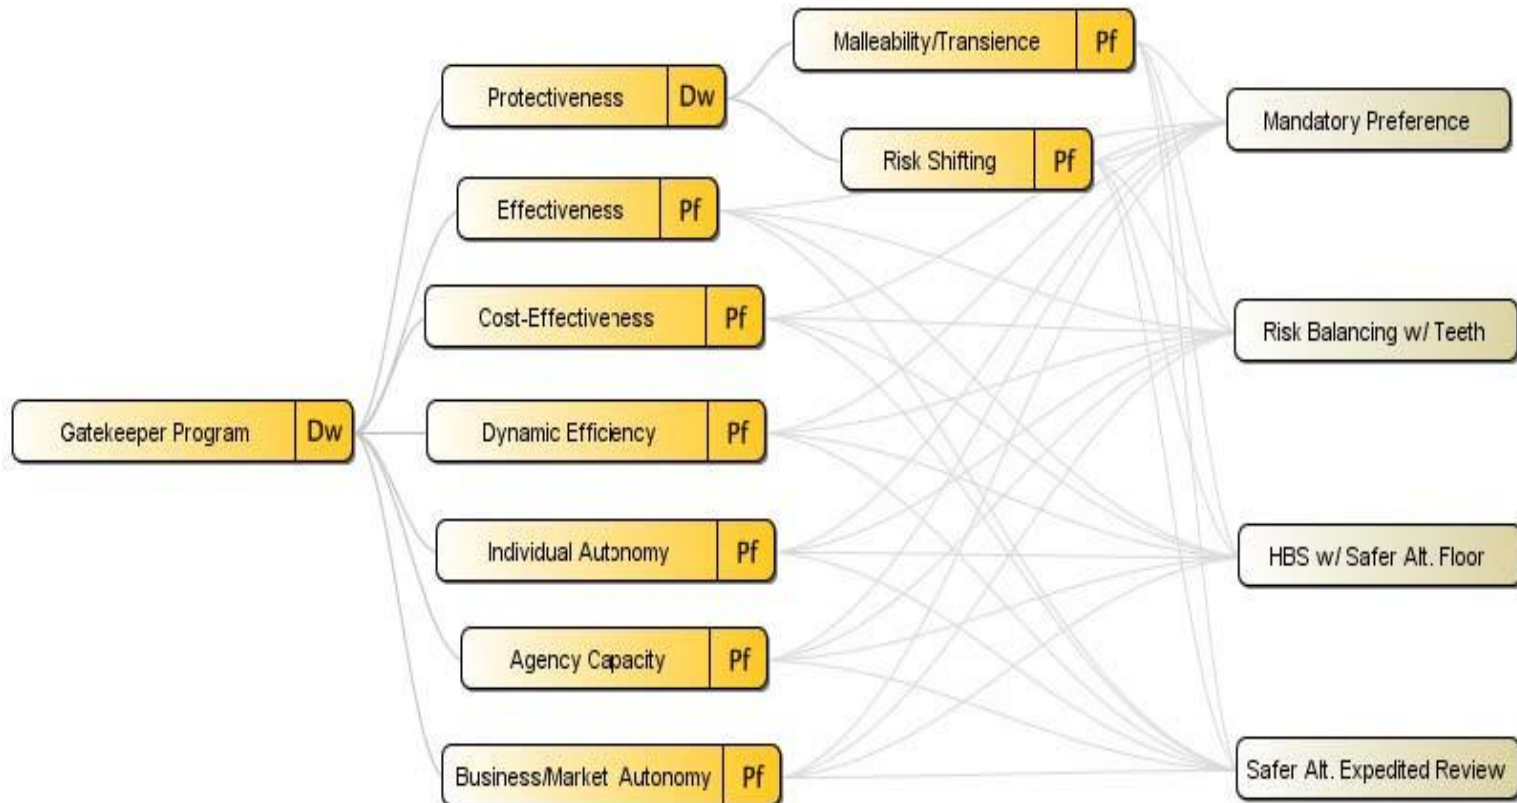 Gatekeeper Program Dw
Protectiveness Dw
Effectiveness Pf
Cost-Effectiveness Pf
Dynamic Efficiency Pf
Individual Autonomy Pf
Agency Capacity Pf
Business/Market Autonomy Pf
Malleability/Transience Pf
Risk Shifting Pf
Mandatory Preference
Risk Balancing w/ Teeth
HBS w/ Safer Alt. Floor
Safer Alt. Expedited Review